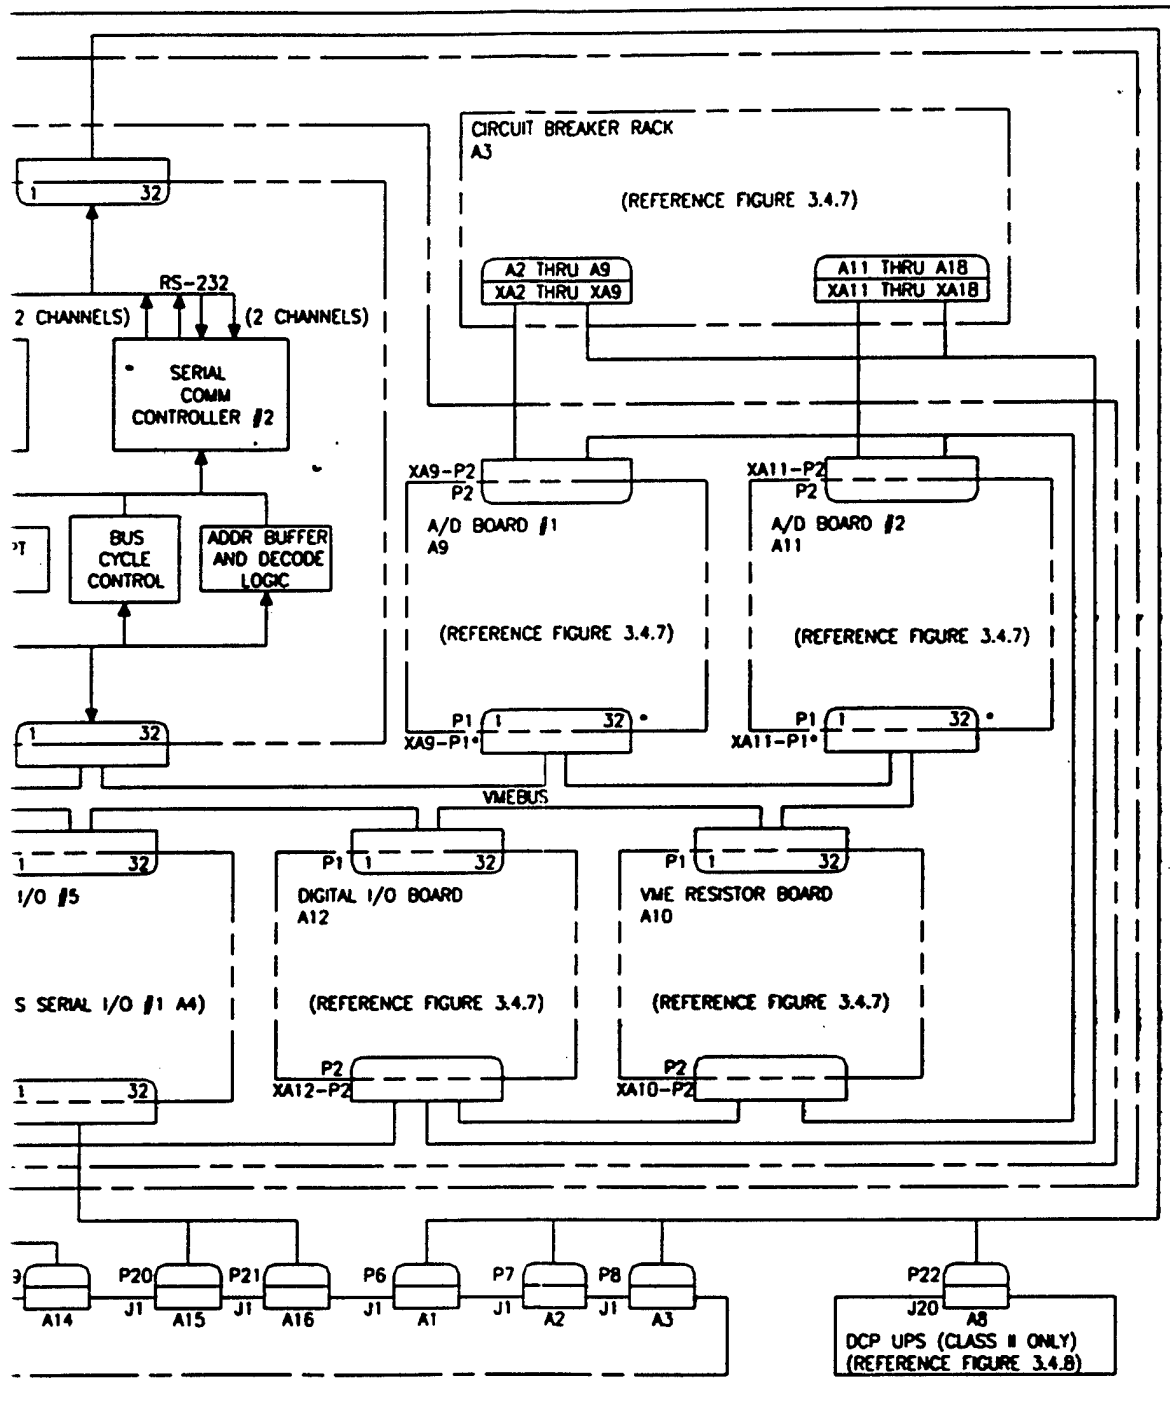 CIRCUIT BREAKER RACK
A3
(REFERENCE FIGURE 3.4.7)
1 32
A2 THRU A9
XA2 THRU XA9
A11 THRU A18
XA11 THRU XA18
RS-232
2 CHANNELS) (2 CHANNELS)
SERIAL
COMM
CONTROLLER #2
XA9-P2
P2
A/D BOARD #1
A9
(REFERENCE FIGURE 3.4.7)
P1 1 32 *
XA9-P1*
XA11-P2
P2
A/D BOARD #2
A11
(REFERENCE FIGURE 3.4.7)
P1 1 32 *
XA11-P1*
PT
BUS
CYCLE
CONTROL
ADDR BUFFER
AND DECODE
LOGIC
1 32
VMEBUS
1 32
I/O #5
S SERIAL I/O #1 A4)
1 32
P1 1 32
DIGITAL I/O BOARD
A12
(REFERENCE FIGURE 3.4.7)
P2
XA12-P2
P1 1 32
VME RESISTOR BOARD
A10
(REFERENCE FIGURE 3.4.7)
P2
XA10-P2
9 P20 P21 P6 P7 P8 P22
J1 J1 J1 J1 J1 J20
A14 A15 A16 A1 A2 A3 A8
DCP UPS (CLASS II ONLY)
(REFERENCE FIGURE 3.4.8)